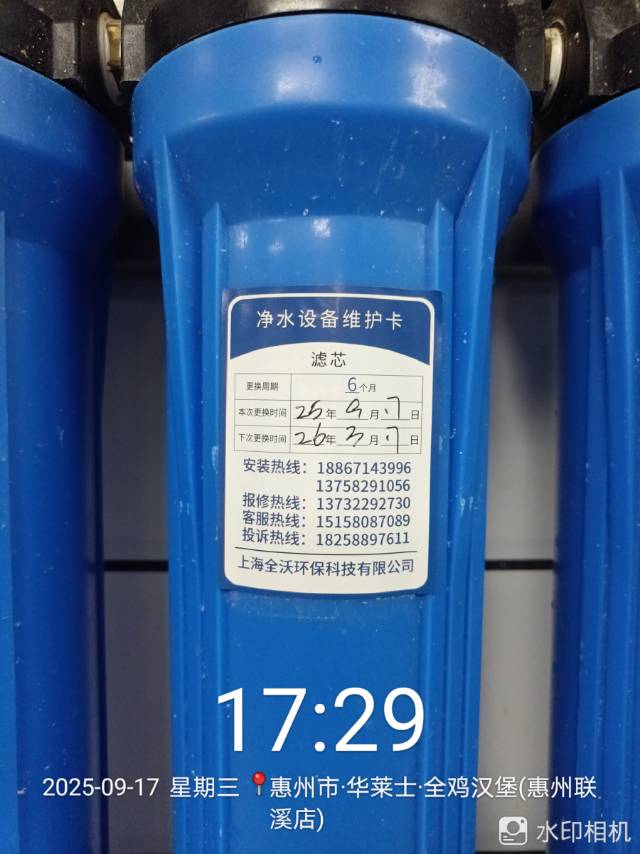 净水设备维护卡
滤芯
更换周期 6个月
本次更换时间 25年9月17日
下次更换时间 26年3月17日
安装热线：18867143996
13758291056
报修热线：13732292730
客服热线：15158087089
投诉热线：18258897611
上海全沃环保科技有限公司
17:29
2025-09-17 星期三 惠州市·华莱士·全鸡汉堡(惠州联
溪店)
水印相机